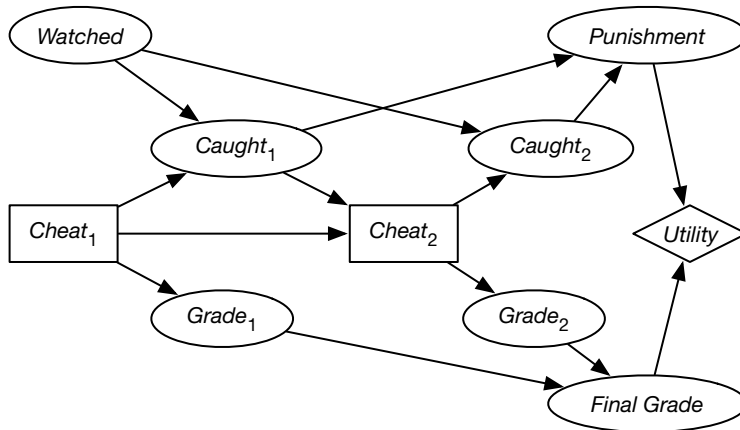 Watched
Punishment
Caught1
Caught2
Cheat1
Cheat2
Utility
Grade1
Grade2
Final Grade